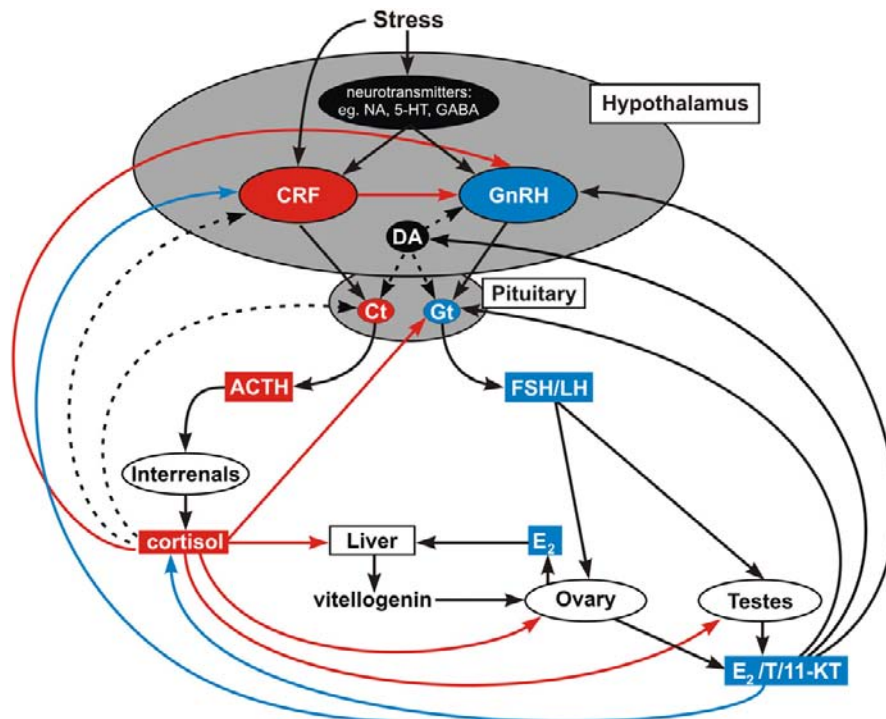 Stress
neurotransmitters:
eg. NA, 5-HT, GABA
Hypothalamus
CRF
GnRH
DA
Pituitary
Ct
Gt
ACTH
FSH/LH
Interrenals
cortisol
Liver
E₂
vitellogenin
Ovary
Testes
E₂/T/11-KT